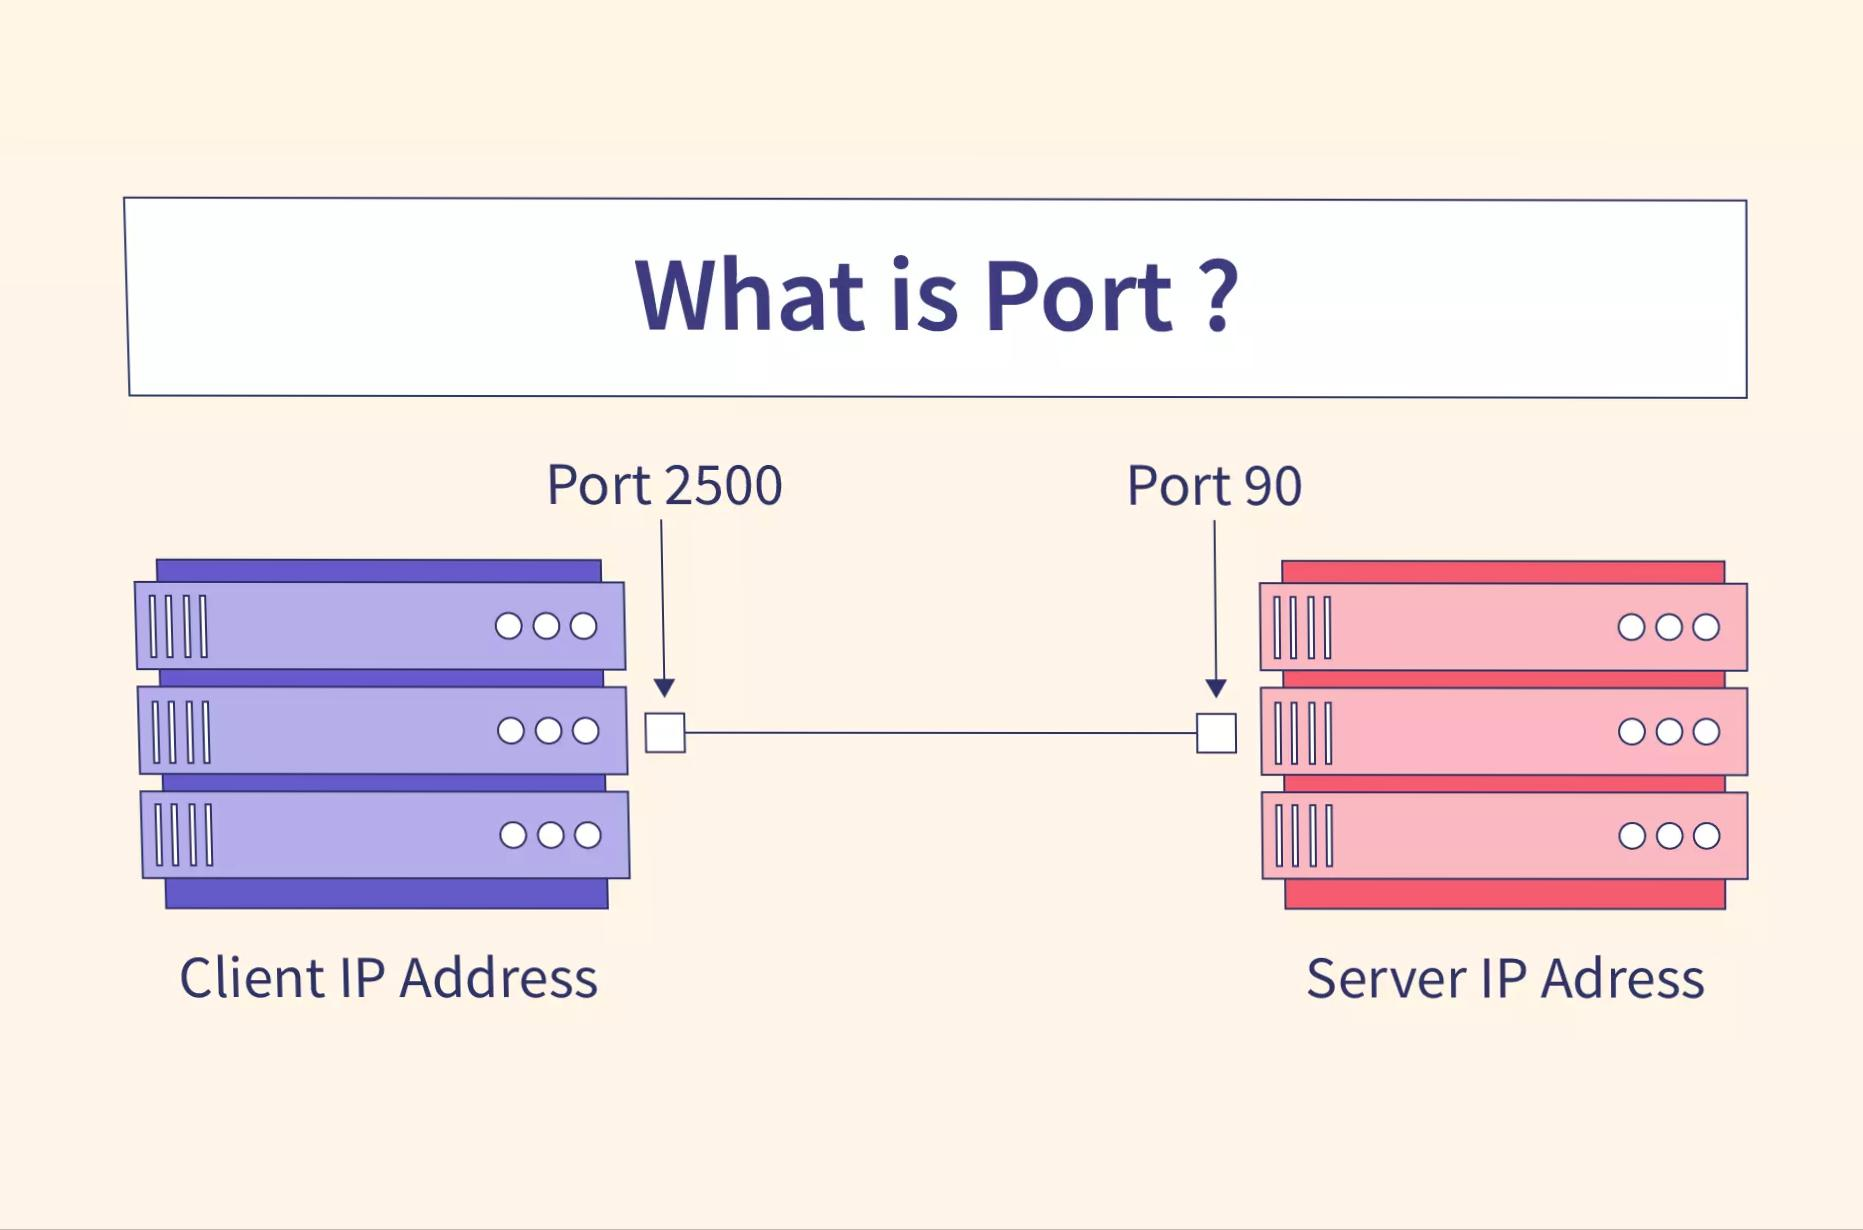 What is Port ?
Port 2500
Port 90
Client IP Address
Server IP Adress